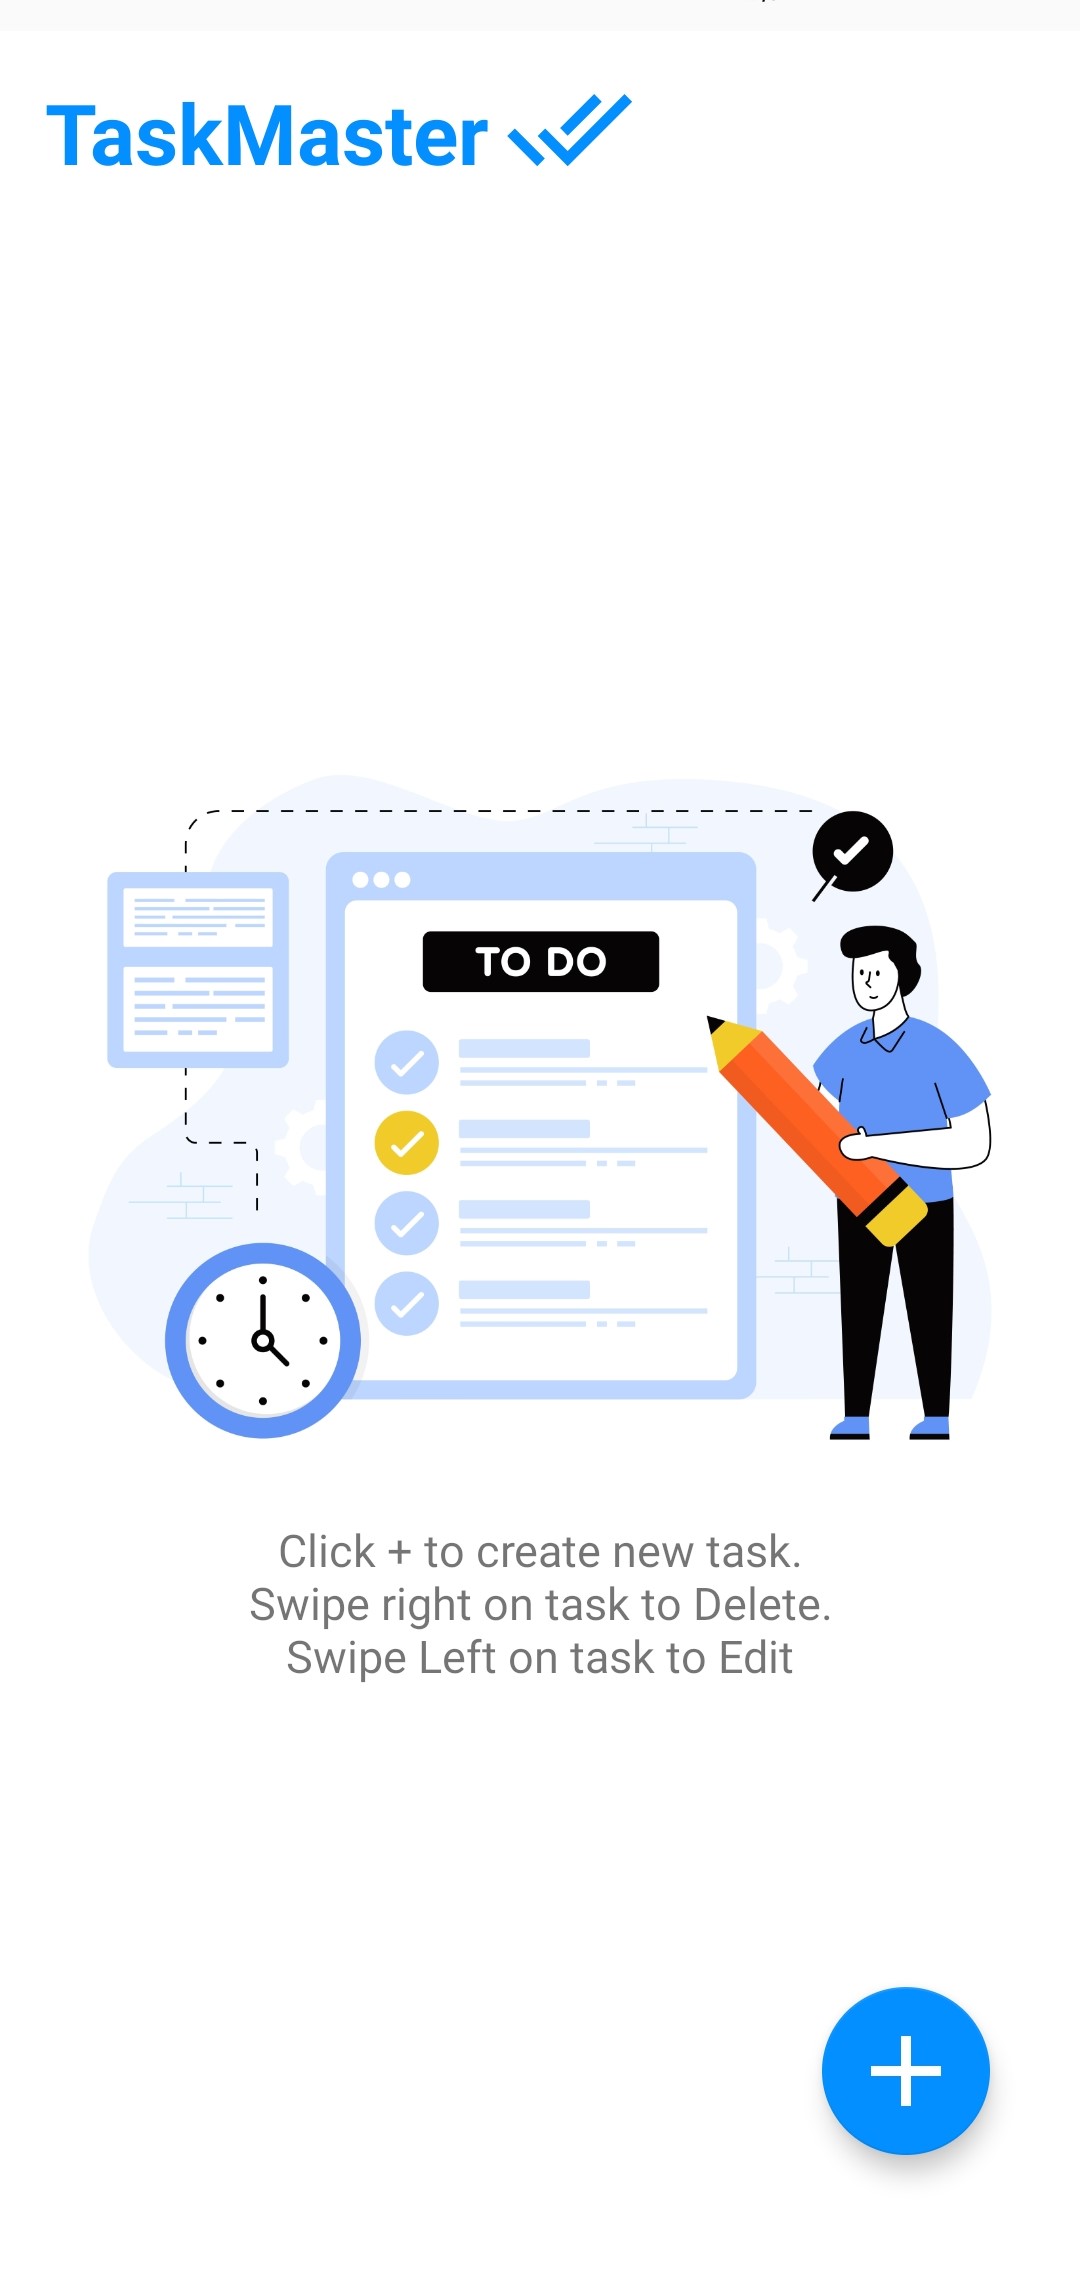 TaskMaster
TO DO
Click + to create new task.
Swipe right on task to Delete.
Swipe Left on task to Edit